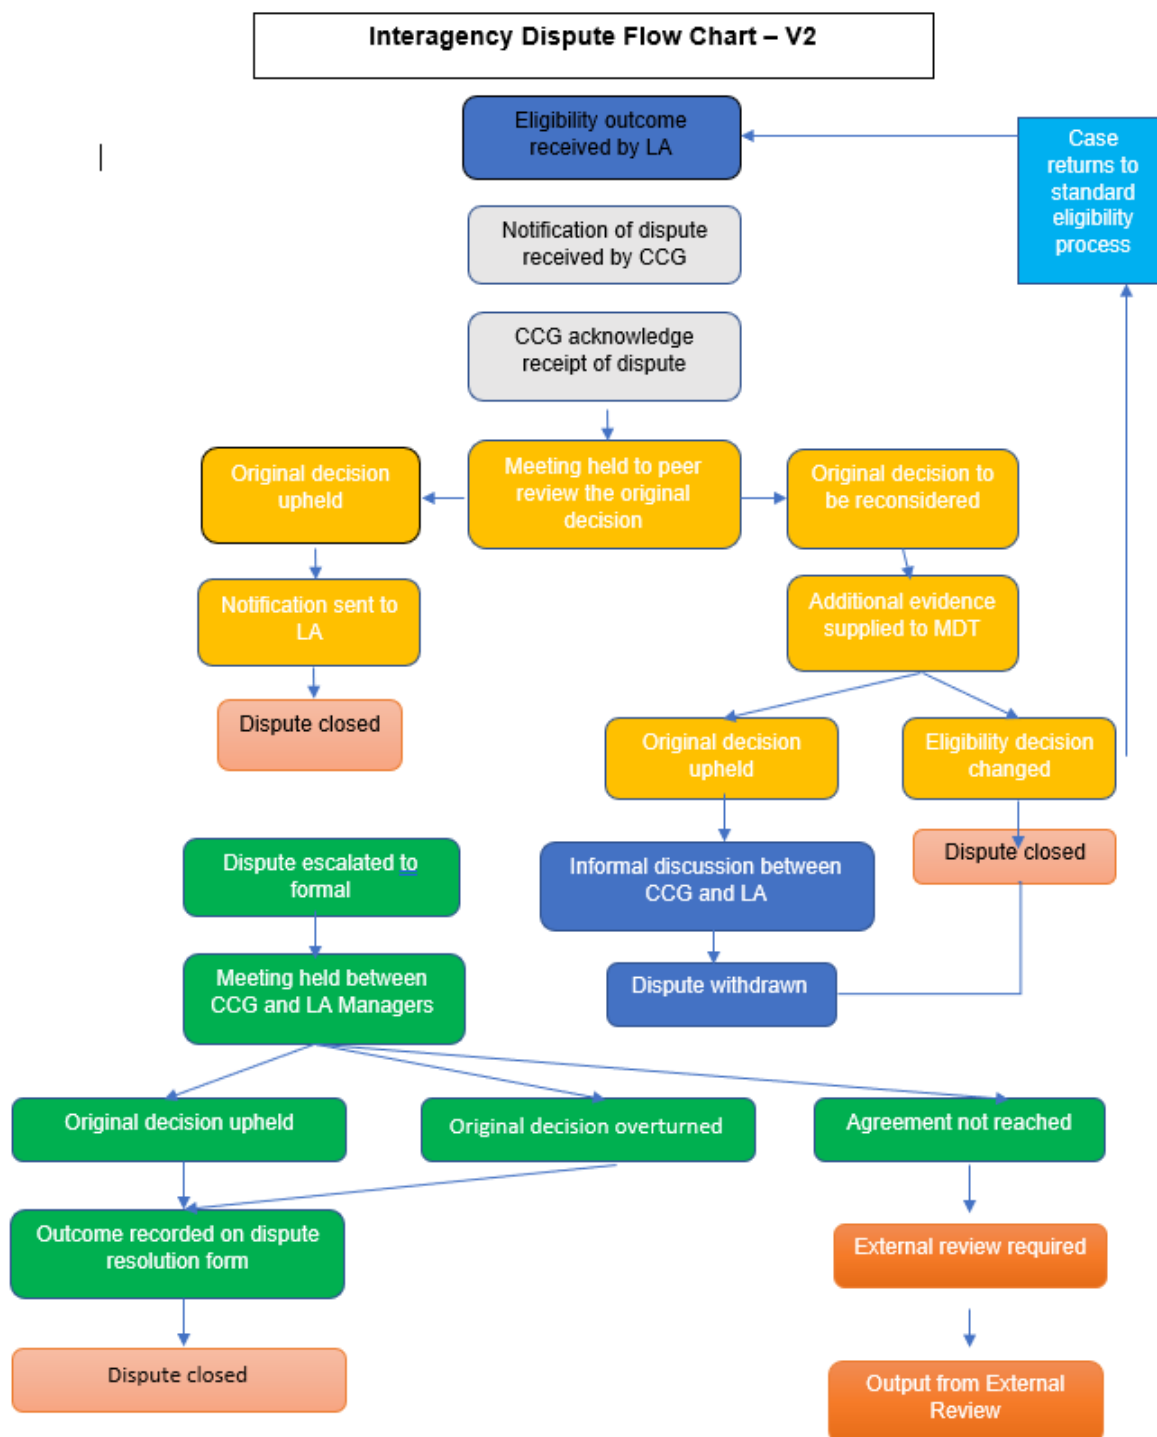 Interagency Dispute Flow Chart – V2
Eligibility outcome
received by LA
Case
returns to
standard
eligibility
process
Notification of dispute
received by CCG
CCG acknowledge
receipt of dispute
Original decision
upheld
Meeting held to peer
review the original
decision
Original decision to
be reconsidered
Notification sent to
LA
Additional evidence
supplied to MDT
Dispute closed
Original decision
upheld
Eligibility decision
changed
Dispute escalated to
formal
Informal discussion between
CCG and LA
Dispute closed
Meeting held between
CCG and LA Managers
Dispute withdrawn
Original decision upheld
Original decision overturned
Agreement not reached
Outcome recorded on dispute
resolution form
External review required
Dispute closed
Output from External
Review